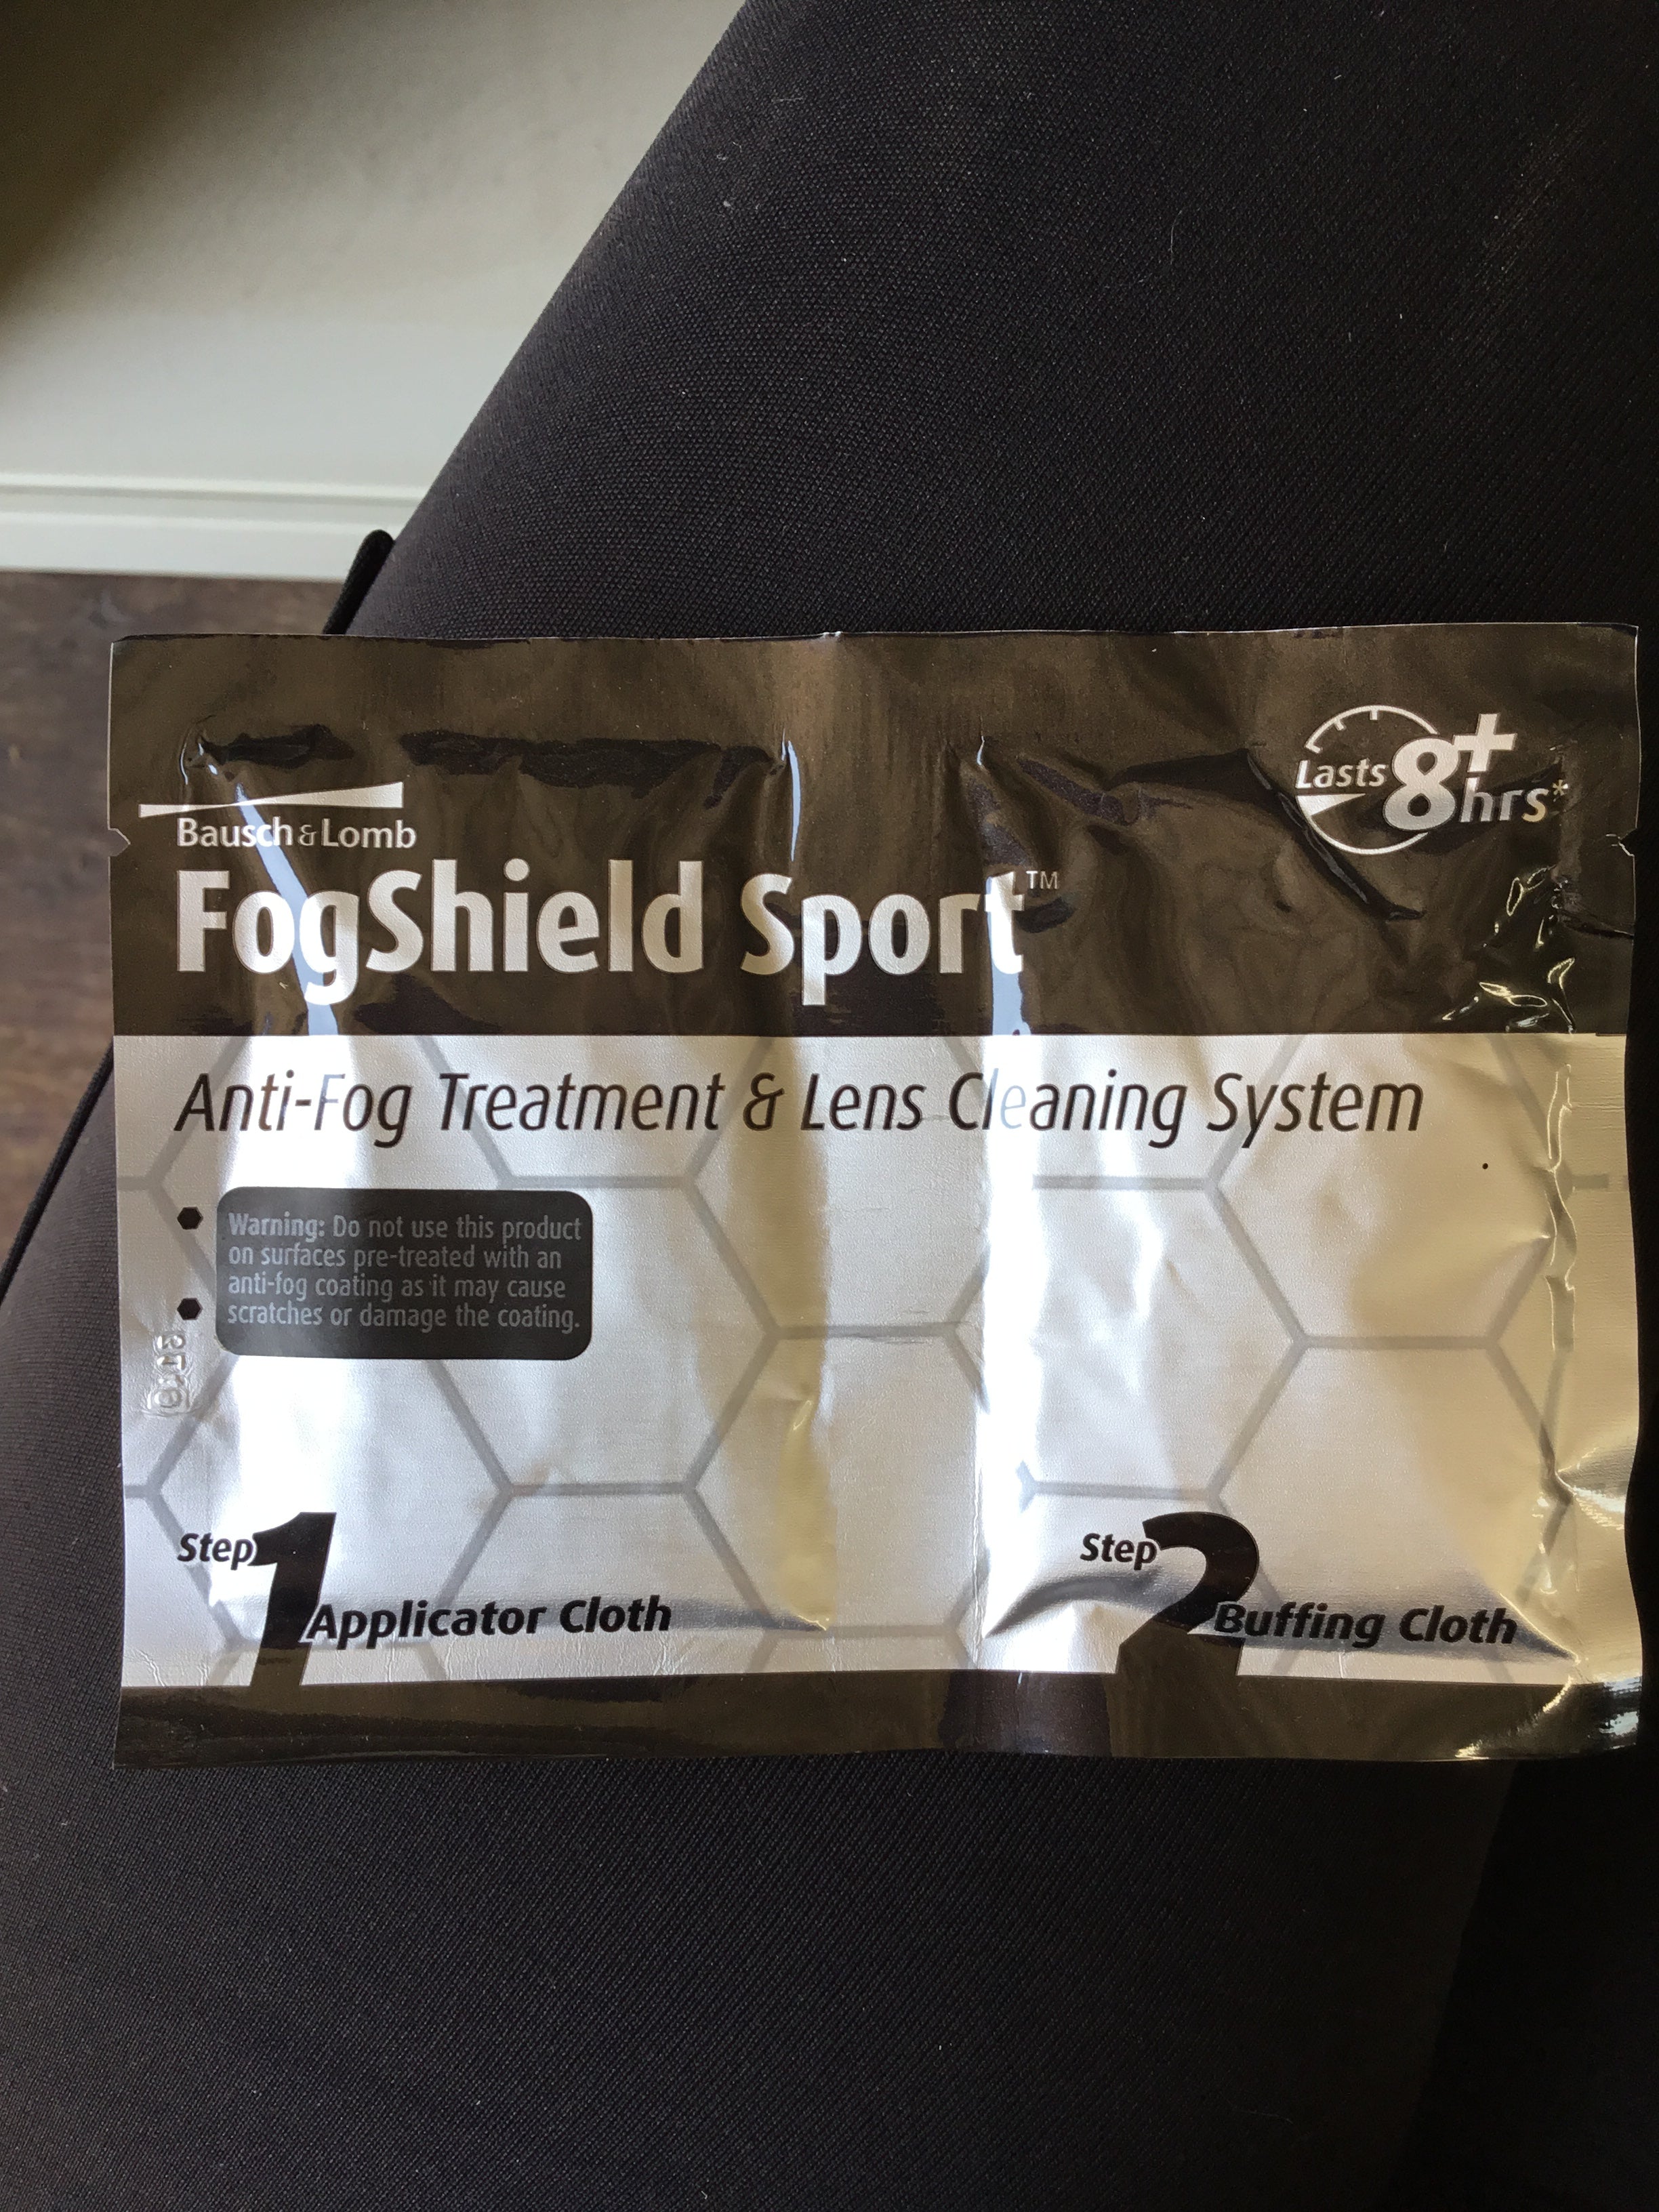 Bausch & Lomb
FogShield Sport™
Lasts 8+ hrs*
Anti-Fog Treatment & Lens Cleaning System
Warning: Do not use this product
on surfaces pre-treated with an
anti-fog coating as it may cause
scratches or damage the coating.
Step 1 Applicator Cloth
Step 2 Buffing Cloth